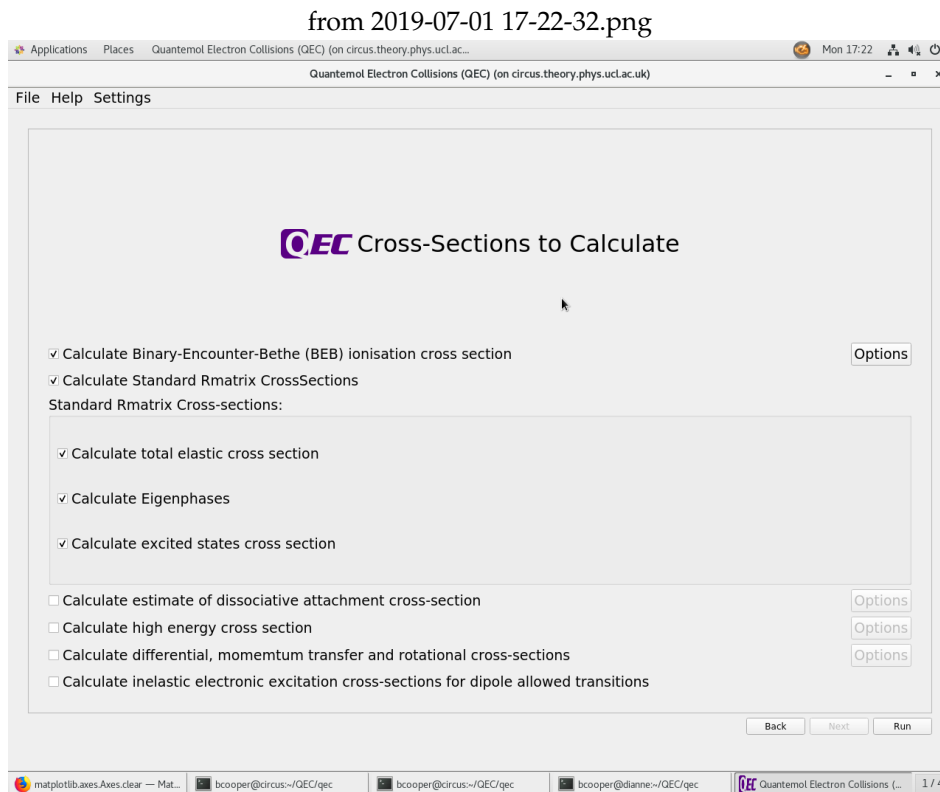 from 2019-07-01 17-22-32.png
Applications Places Quantemol Electron Collisions (QEC) (on circus.theory.phys.ucl.ac... Mon 17:22
Quantemol Electron Collisions (QEC) (on circus.theory.phys.ucl.ac.uk)
File Help Settings
QEC Cross-Sections to Calculate
Calculate Binary-Encounter-Bethe (BEB) ionisation cross section Options
Calculate Standard Rmatrix CrossSections
Standard Rmatrix Cross-sections:
Calculate total elastic cross section
Calculate Eigenphases
Calculate excited states cross section
Calculate estimate of dissociative attachment cross-section Options
Calculate high energy cross section Options
Calculate differential, momemtum transfer and rotational cross-sections Options
Calculate inelastic electronic excitation cross-sections for dipole allowed transitions
Back Next Run
matplotlib.axes.Axes.clear — Mat... bcooper@circus:~/QEC/qec bcooper@circus:~/QEC/qec bcooper@dianne:~/QEC/qec QEC Quantemol Electron Collisions (... 1 / 4